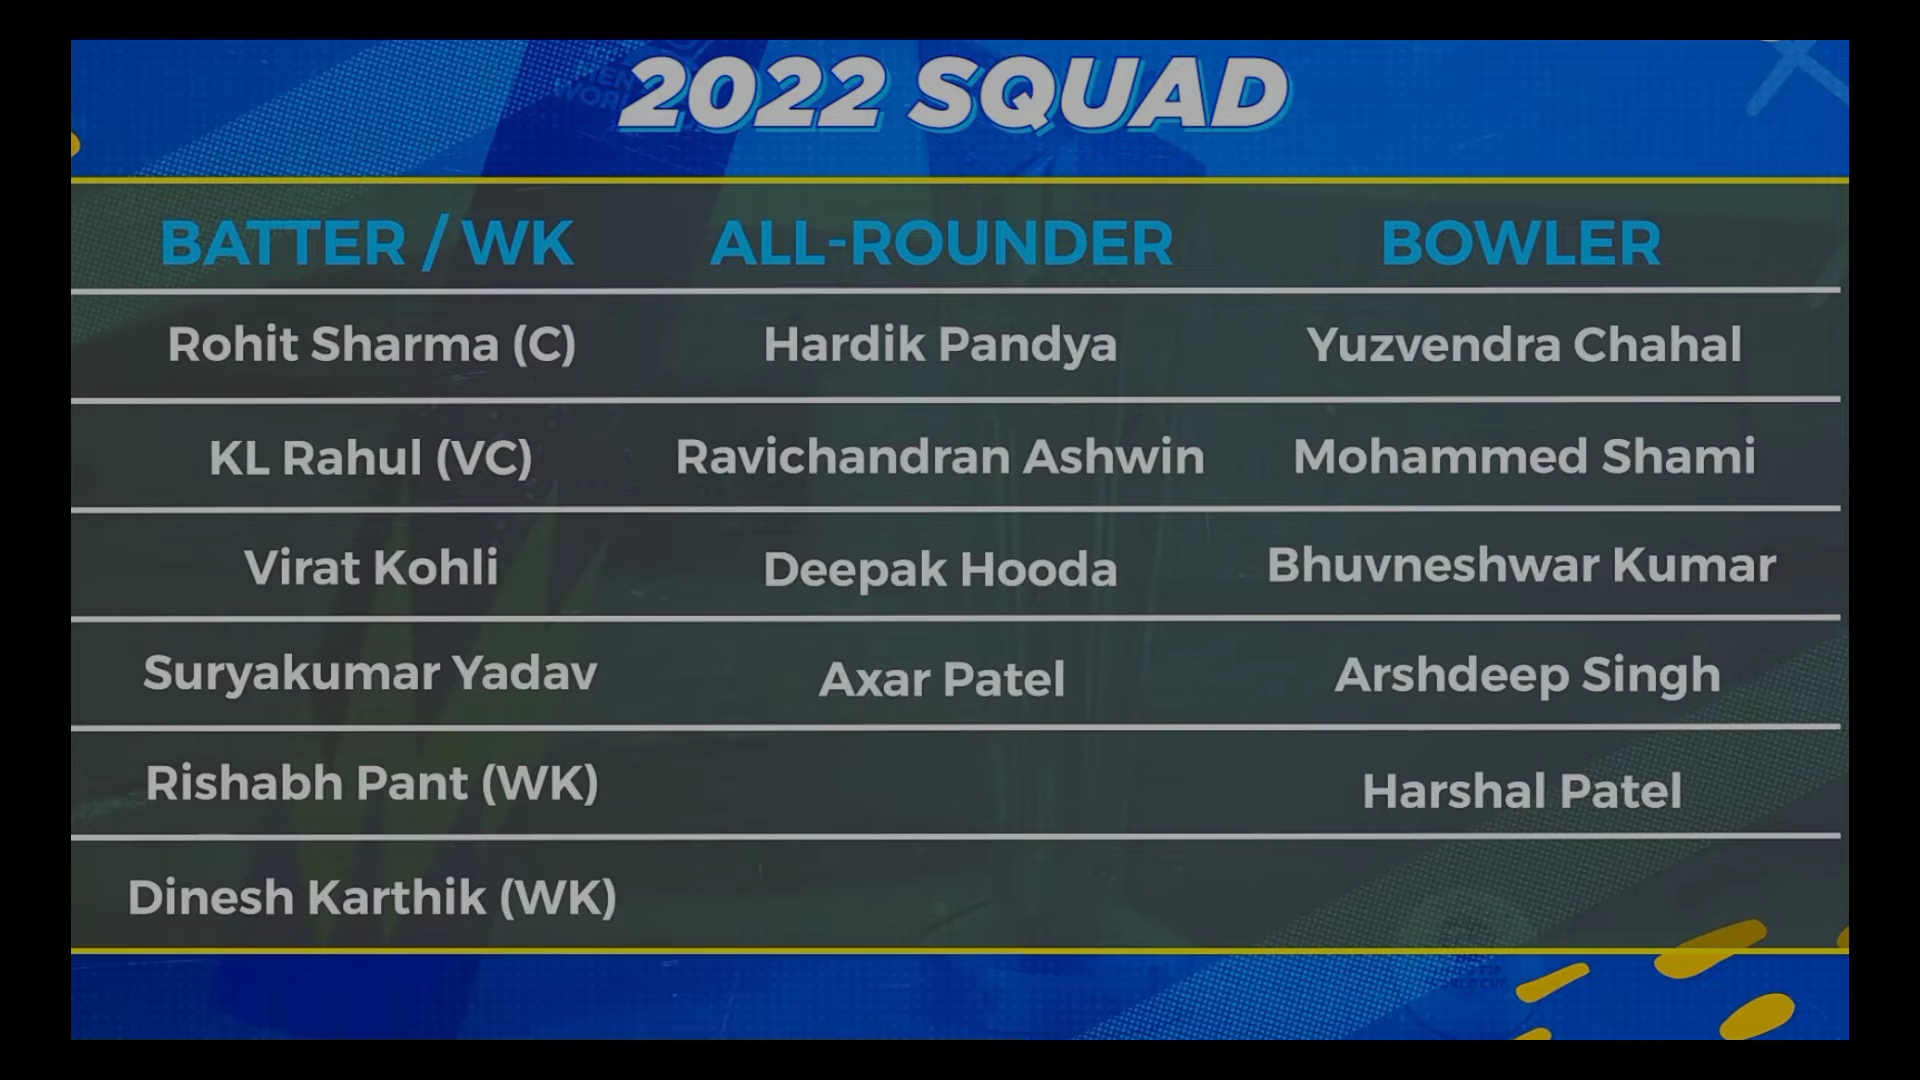 2022 SQUAD
BATTER / WK ALL-ROUNDER BOWLER
Rohit Sharma (C) Hardik Pandya Yuzvendra Chahal
KL Rahul (VC) Ravichandran Ashwin Mohammed Shami
Virat Kohli Deepak Hooda Bhuvneshwar Kumar
Suryakumar Yadav Axar Patel Arshdeep Singh
Rishabh Pant (WK) Harshal Patel
Dinesh Karthik (WK)